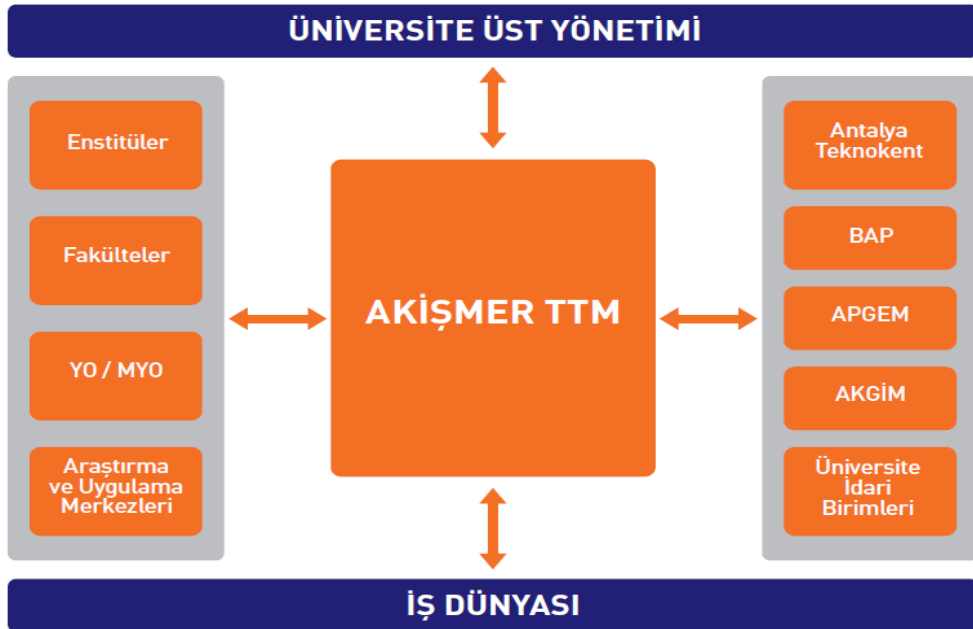 ÜNİVERSİTE ÜST YÖNETİMİ
Enstitüler
Fakülteler
YO / MYO
Araştırma
ve Uygulama
Merkezleri
AKİŞMER TTM
Antalya
Teknokent
BAP
APGEM
AKGİM
Üniversite
İdari
Birimleri
İŞ DÜNYASI